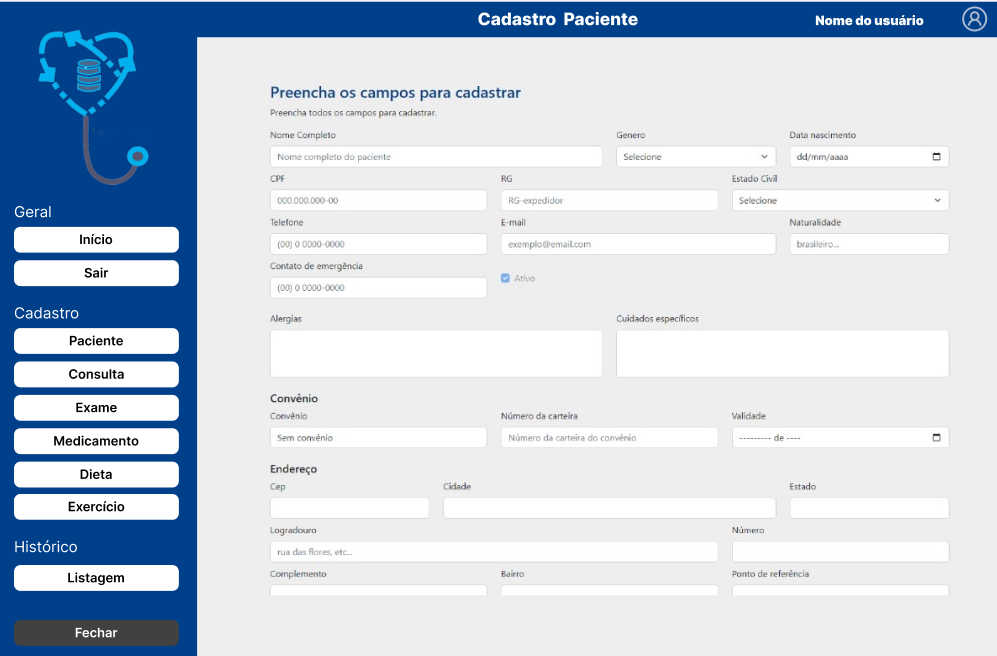 Cadastro Paciente
Nome do usuário
Geral
Início
Sair
Cadastro
Paciente
Consulta
Exame
Medicamento
Dieta
Exercício
Histórico
Listagem
Fechar
Preencha os campos para cadastrar
Preencha todos os campos para cadastrar.
Nome Completo Genero Data nascimento
Nome completo do paciente Selecione dd/mm/aaaa
CPF RG Estado Civil
000.000.000-00 RG-expedidor Selecione
Telefone E-mail Naturalidade
(00) 0 0000-0000 exemplo@email.com brasileiro...
Contato de emergência
(00) 0 0000-0000 Ativo
Alergias Cuidados específicos
Convênio
Convênio Número da carteira Validade
Sem convênio Número da carteira do convênio --------- de ----
Endereço
Cep Cidade Estado
Logradouro Número
rua das flores, etc...
Complemento Bairro Ponto de referência